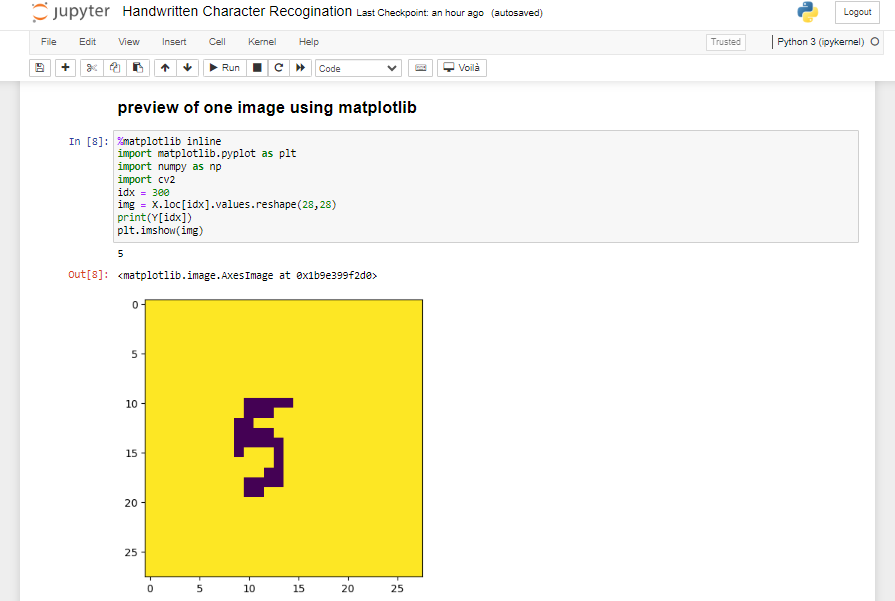 jupyter Handwritten Character Recogination Last Checkpoint: an hour ago (autosaved)
Logout
File Edit View Insert Cell Kernel Help
Trusted
Python 3 (ipykernel)
Run
Code
Voilà
preview of one image using matplotlib
In [8]:
%matplotlib inline
import matplotlib.pyplot as plt
import numpy as np
import cv2
idx = 300
img = X.loc[idx].values.reshape(28,28)
print(Y[idx])
plt.imshow(img)
5
Out[8]: <matplotlib.image.AxesImage at 0x1b9e399f2d0>
0
5
10
5
15
20
25
0 5 10 15 20 25